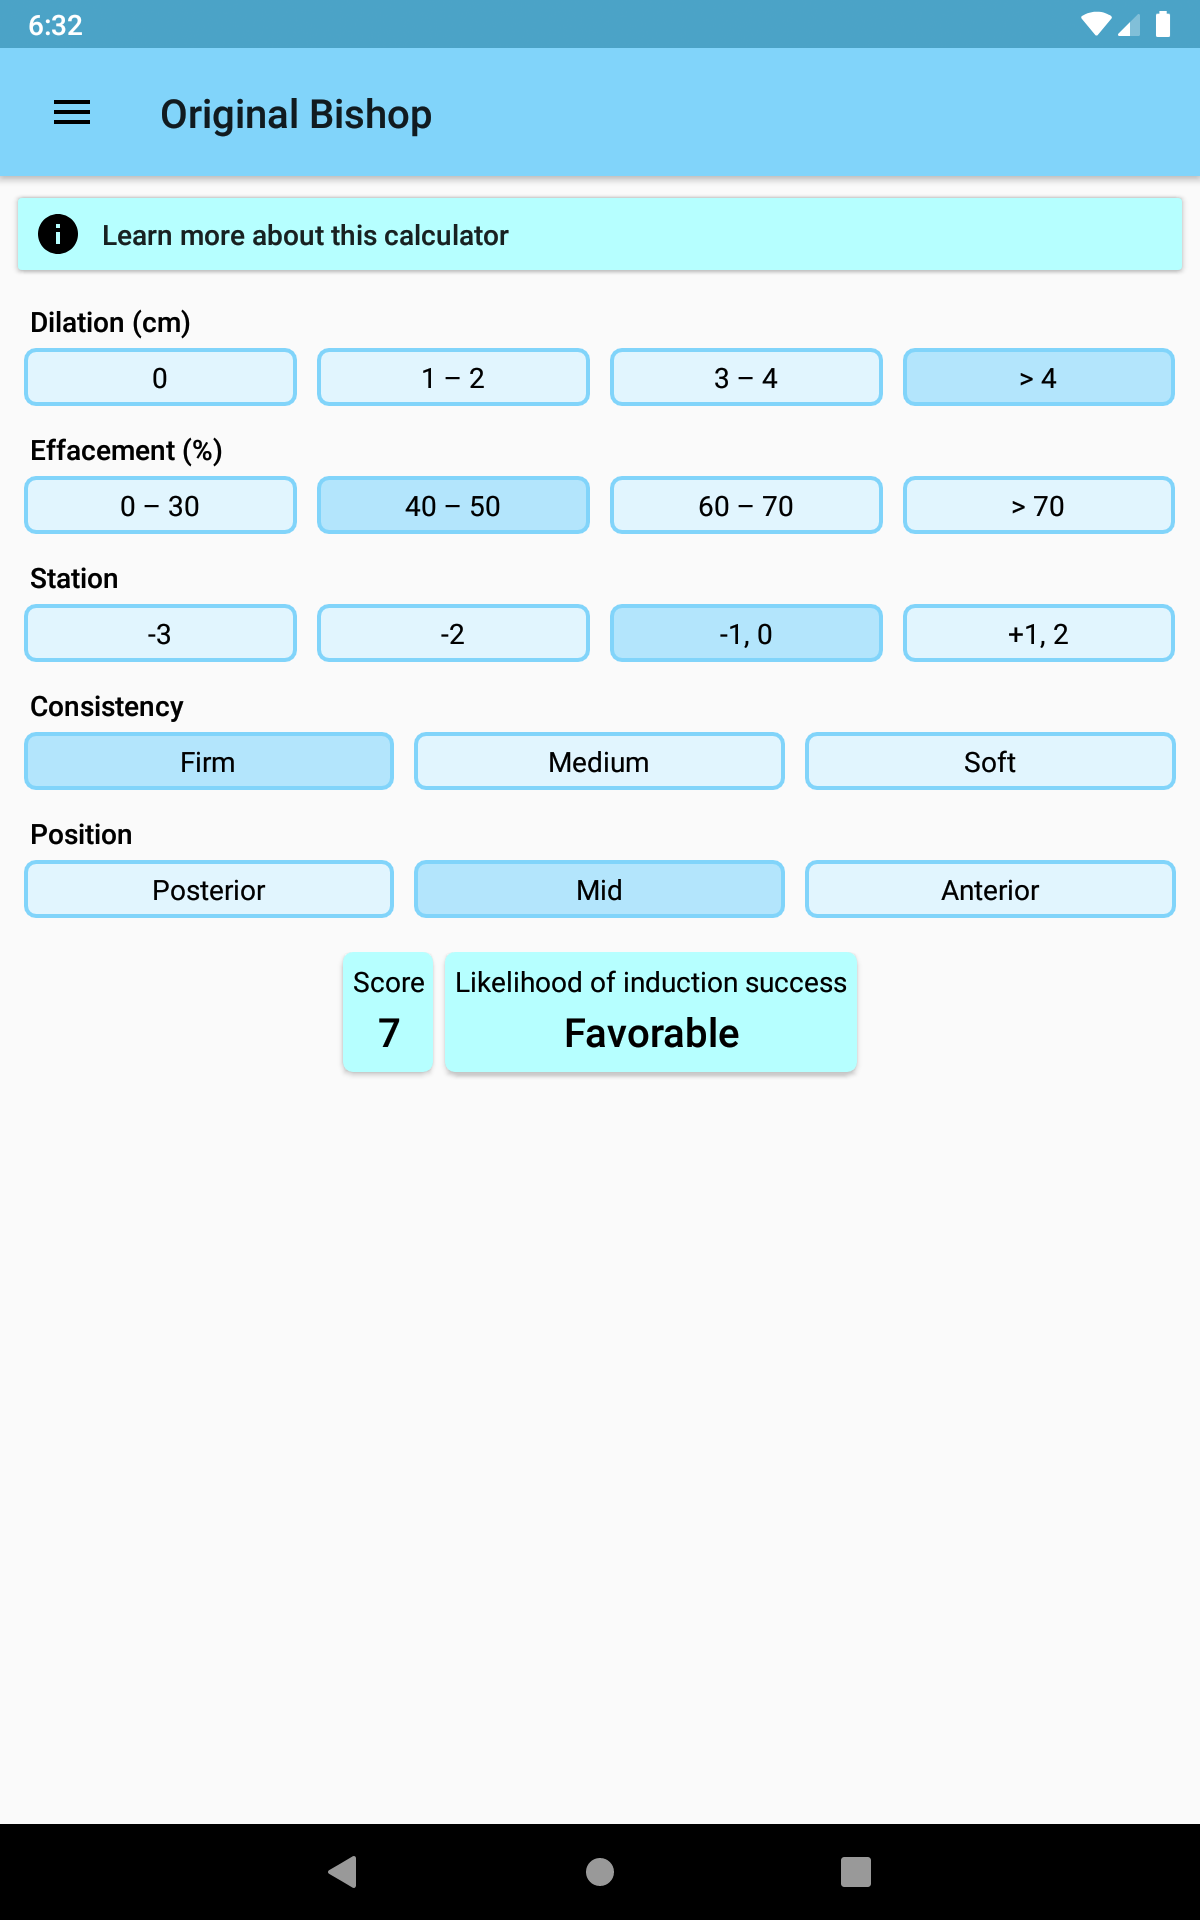 6:32
Original Bishop
Learn more about this calculator
Dilation (cm)
0 1 – 2 3 – 4 > 4
Effacement (%)
0 – 30 40 – 50 60 – 70 > 70
Station
-3 -2 -1, 0 +1, 2
Consistency
Firm Medium Soft
Position
Posterior Mid Anterior
Score Likelihood of induction success
7 Favorable